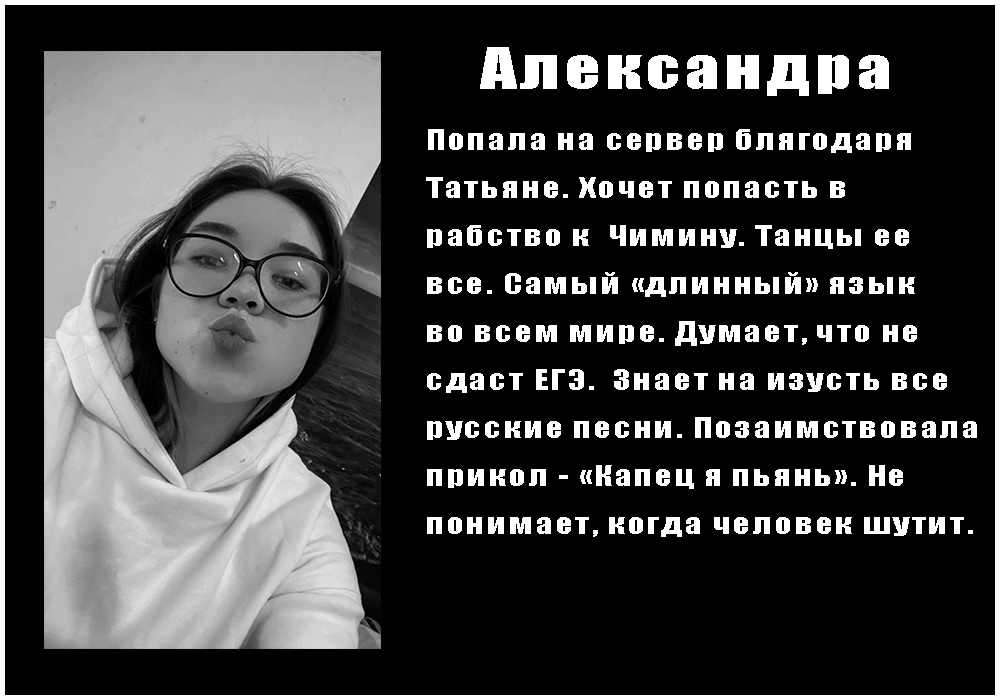 Александра
Попала на сервер блягодаря
Татьяне. Хочет попасть в
рабство к Чимину. Танцы ее
все. Самый «длинный» язык
во всем мире. Думает, что не
сдаст ЕГЭ. Знает на изусть все
русские песни. Позаимствовала
прикол - «Капец я пьянь». Не
понимает, когда человек шутит.